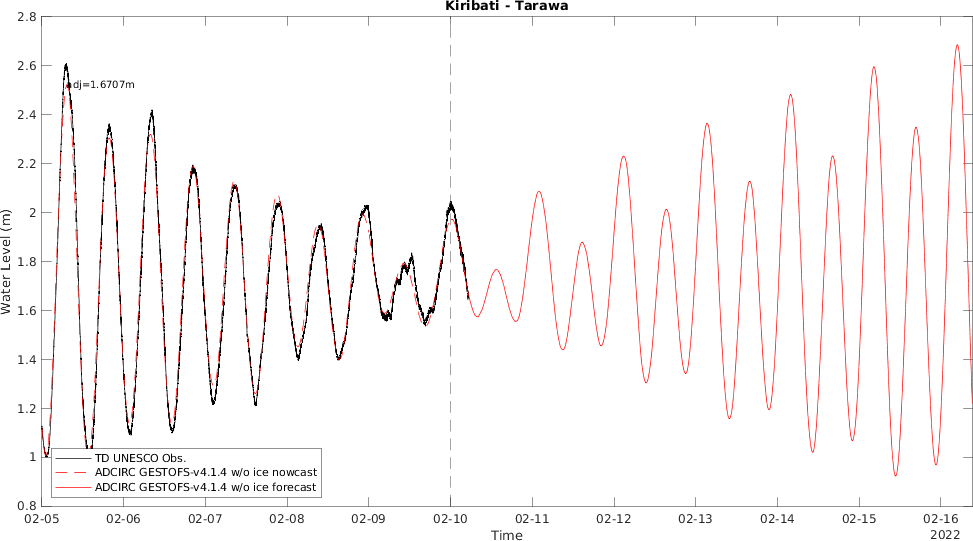 Kiribati - Tarawa
2.8
2.6
2.4
2.2
2
1.8
1.6
1.4
1.2
1
0.8
Water Level (m)
dj=1.6707m
TD UNESCO Obs.
ADCIRC GESTOFS-v4.1.4 w/o ice nowcast
ADCIRC GESTOFS-v4.1.4 w/o ice forecast
02-05 02-06 02-07 02-08 02-09 02-10 02-11 02-12 02-13 02-14 02-15 02-16
Time
2022